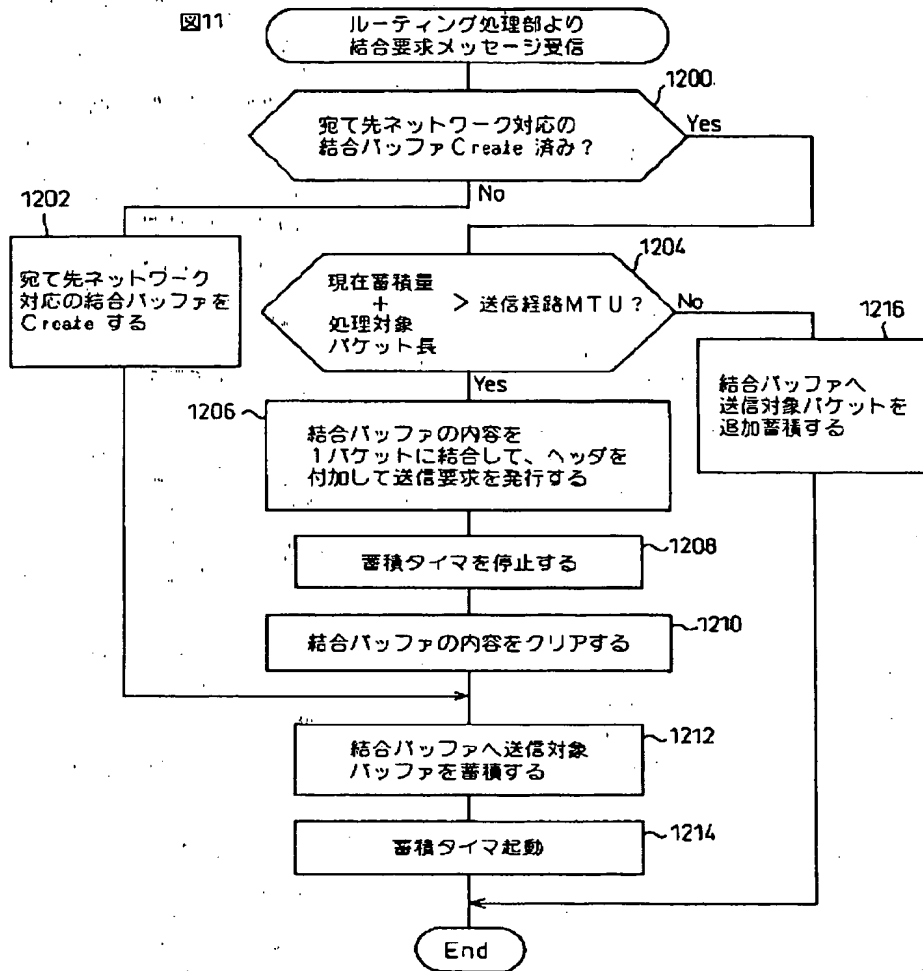 図11
ルーティング処理部より
結合要求メッセージ受信
1200
宛て先ネットワーク対応の
結合バッファCreate 済み?
Yes
No
1202
宛て先ネットワーク
対応の結合バッファを
Create する
1204
現在蓄積量
+
処理対象
パケット長
> 送信経路MTU?
No
Yes
1216
結合バッファへ
送信対象パケットを
追加蓄積する
1206
結合バッファの内容を
1パケットに結合して、ヘッダを
付加して送信要求を発行する
1208
蓄積タイマを停止する
1210
結合バッファの内容をクリアする
1212
結合バッファへ送信対象
バッファを蓄積する
1214
蓄積タイマ起動
End